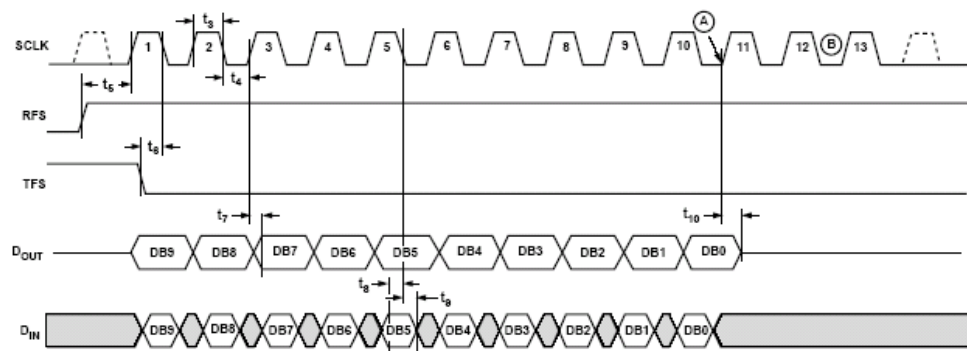 A
t3
SCLK 1 2 3 4 5 6 7 8 9 10 11 12 B 13
t4
t5
RFS
t6
TFS
t7 t10
DOUT DB9 DB8 DB7 DB6 DB5 DB4 DB3 DB2 DB1 DB0
t8
t9
DIN DB9 DB8 DB7 DB6 DB5 DB4 DB3 DB2 DB1 DB0